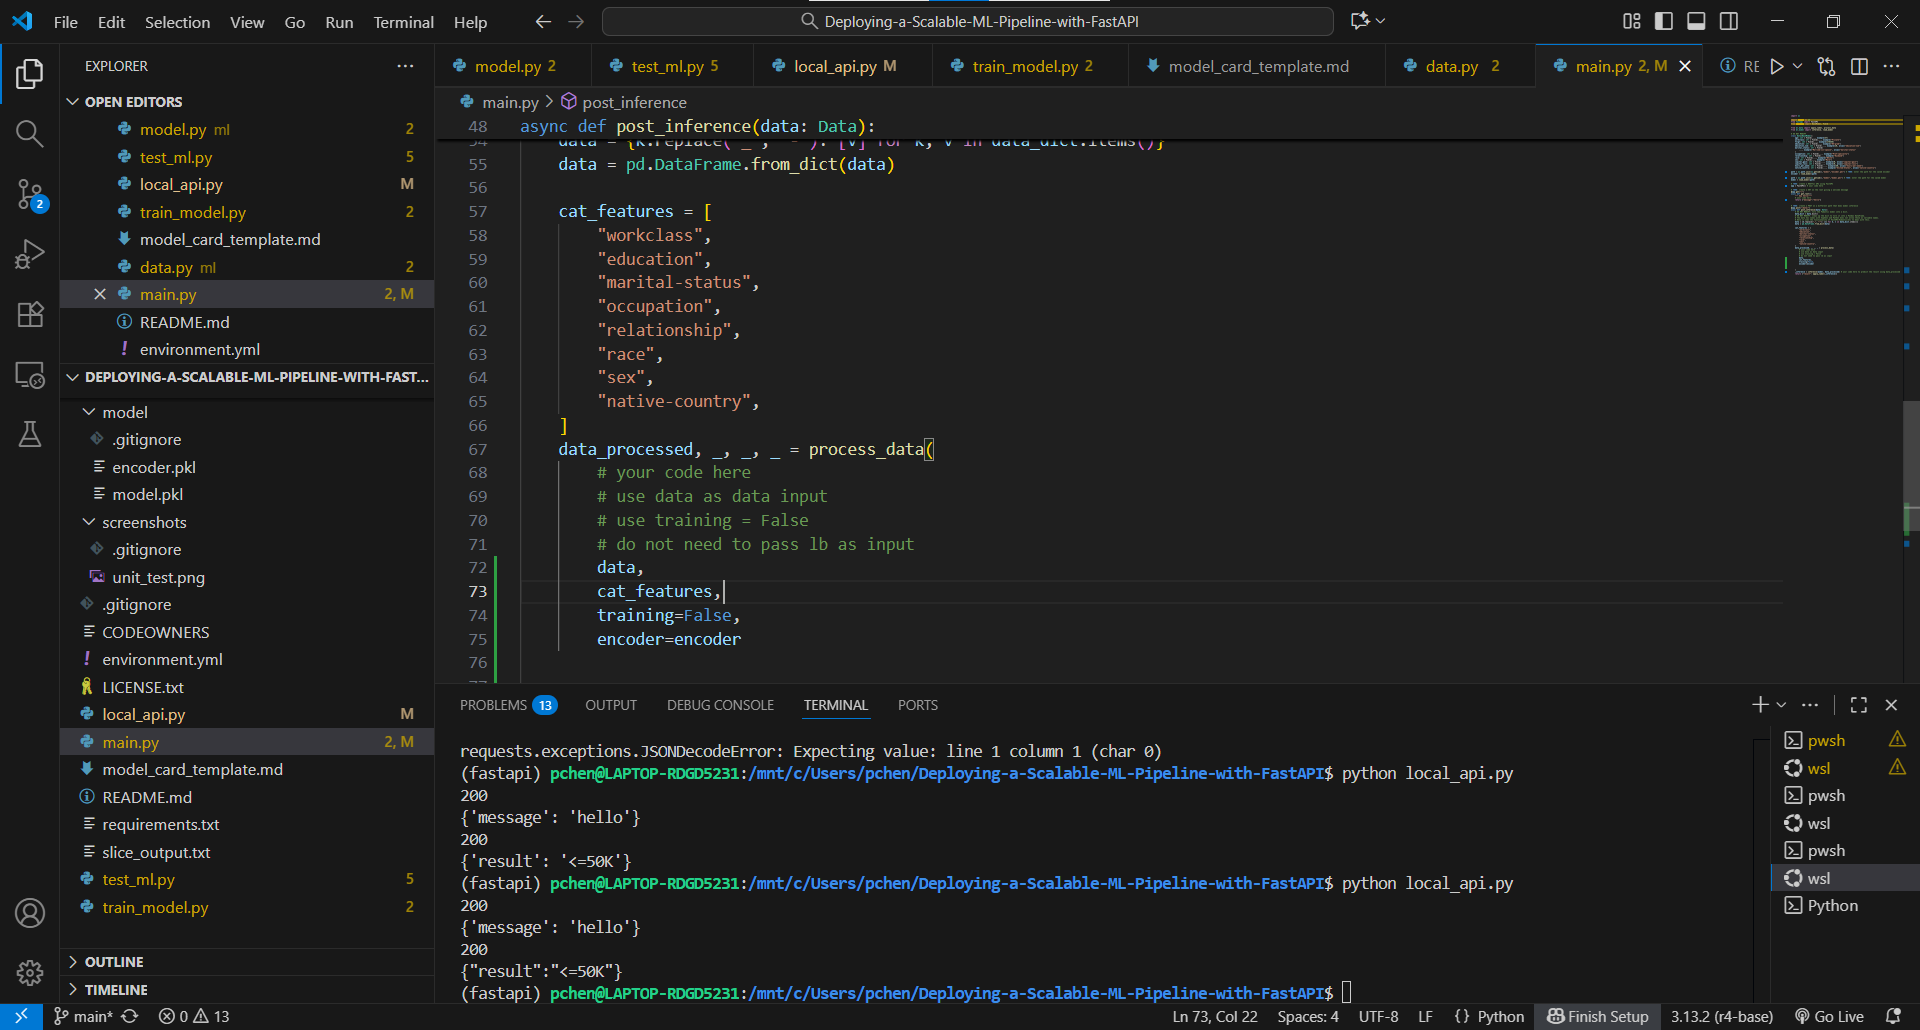 File Edit Selection View Go Run Terminal Help
Deploying-a-Scalable-ML-Pipeline-with-FastAPI
EXPLORER
OPEN EDITORS
model.py ml 2
test_ml.py 5
local_api.py M
train_model.py 2
model_card_template.md
data.py ml 2
main.py 2, M
README.md
environment.yml
2
DEPLOYING-A-SCALABLE-ML-PIPELINE-WITH-FAST...
model
.gitignore
encoder.pkl
model.pkl
screenshots
.gitignore
unit_test.png
.gitignore
CODEOWNERS
environment.yml
LICENSE.txt
local_api.py M
main.py 2, M
model_card_template.md
README.md
requirements.txt
slice_output.txt
test_ml.py 5
train_model.py 2
OUTLINE
TIMELINE
model.py 2 test_ml.py 5 local_api.py M train_model.py 2 model_card_template.md data.py 2 main.py 2, M RE
main.py > post_inference
48 async def post_inference(data: Data):
54 data = {k.replace("_", "-"): [v] for k, v in data_dict.items()}
55 data = pd.DataFrame.from_dict(data)
56
57 cat_features = [
58 "workclass",
59 "education",
60 "marital-status",
61 "occupation",
62 "relationship",
63 "race",
64 "sex",
65 "native-country",
66 ]
67 data_processed, _, _, _ = process_data(
68 # your code here
69 # use data as data input
70 # use training = False
71 # do not need to pass lb as input
72 data,
73 cat_features,
74 training=False,
75 encoder=encoder
76
77
PROBLEMS 13 OUTPUT DEBUG CONSOLE TERMINAL PORTS
requests.exceptions.JSONDecodeError: Expecting value: line 1 column 1 (char 0)
(fastapi) pchen@LAPTOP-RDGD5231:/mnt/c/Users/pchen/Deploying-a-Scalable-ML-Pipeline-with-FastAPI$ python local_api.py
200
{'message': 'hello'}
200
{'result': '<=50K'}
(fastapi) pchen@LAPTOP-RDGD5231:/mnt/c/Users/pchen/Deploying-a-Scalable-ML-Pipeline-with-FastAPI$ python local_api.py
200
{'message': 'hello'}
200
{"result":"<=50K"}
(fastapi) pchen@LAPTOP-RDGD5231:/mnt/c/Users/pchen/Deploying-a-Scalable-ML-Pipeline-with-FastAPI$
pwsh
wsl
pwsh
wsl
pwsh
wsl
Python
main* 0 13 Ln 73, Col 22 Spaces: 4 UTF-8 LF {} Python Finish Setup 3.13.2 (r4-base) Go Live